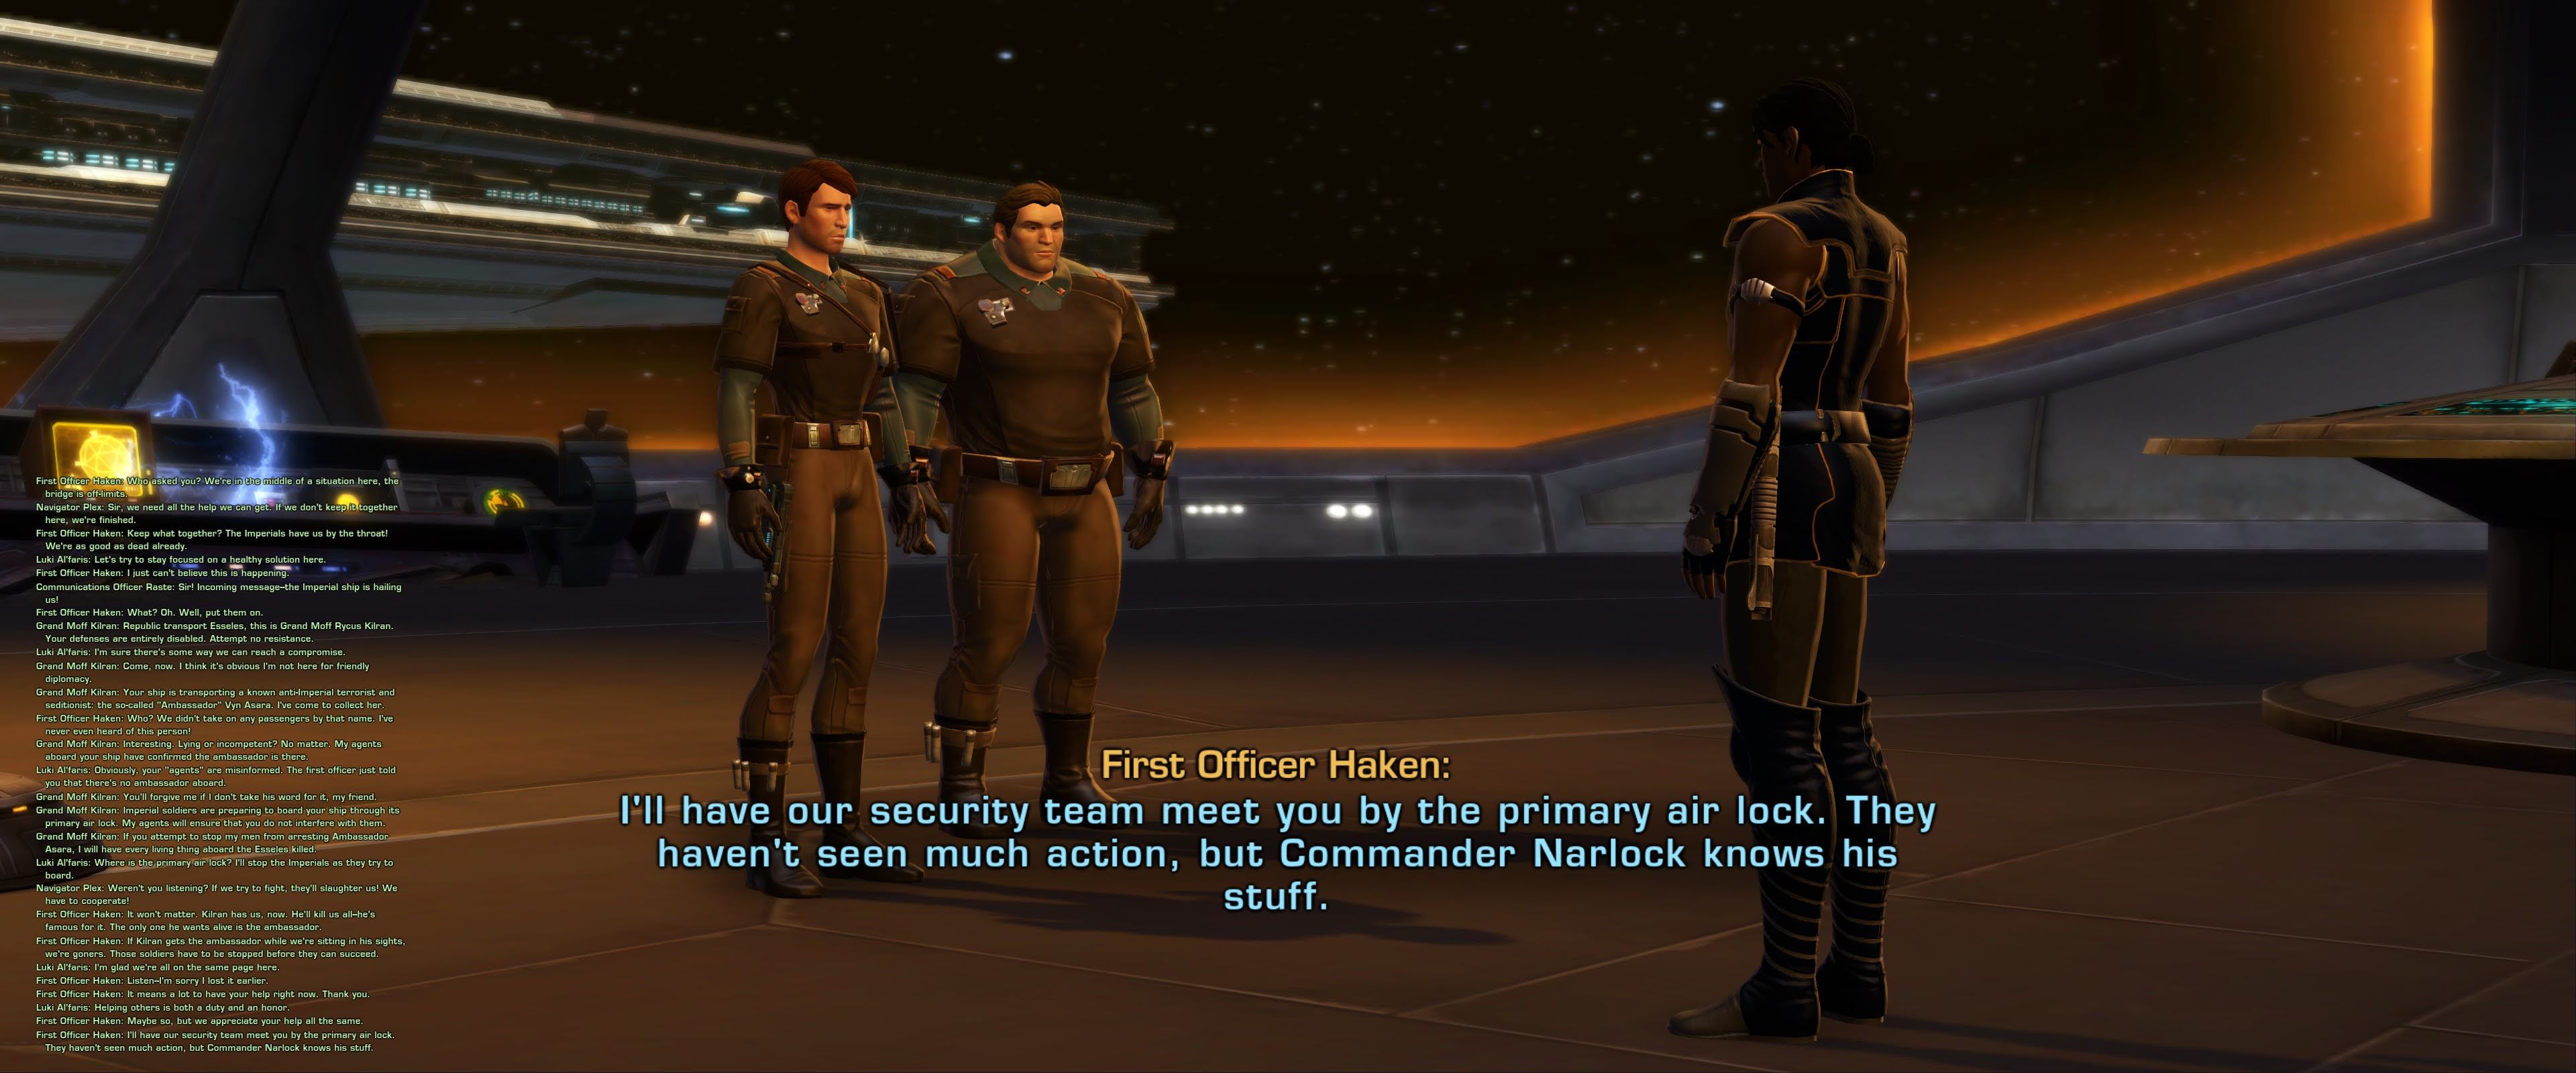 First Officer Haken: Who asked you? We're in the middle of a situation here, the
bridge is off-limits.
Navigator Plex: Sir, we need all the help we can get. If we don't keep it together
here, we're finished.
First Officer Haken: Keep what together? The Imperials have us by the throat!
We're as good as dead already.
Luki Al'faris: Let's try to stay focused on a healthy solution here.
First Officer Haken: I just can't believe this is happening.
Communications Officer Raste: Sir! Incoming message—the Imperial ship is hailing
us!
First Officer Haken: What? Oh. Well, put them on.
Grand Moff Kilran: Republic transport Esseles, this is Grand Moff Rycus Kilran.
Your defenses are entirely disabled. Attempt no resistance.
Luki Al'faris: I'm sure there's some way we can reach a compromise.
Grand Moff Kilran: Come, now. I think it's obvious I'm not here for friendly
diplomacy.
Grand Moff Kilran: Your ship is transporting a known anti-Imperial terrorist and
seditionist: the so-called "Ambassador" Vyn Asara. I've come to collect her.
First Officer Haken: Who? We didn't take on any passengers by that name. I've
never even heard of this person!
Grand Moff Kilran: Interesting. Lying or incompetent? No matter. My agents
aboard your ship have confirmed the ambassador is there.
Luki Al'faris: Obviously, your "agents" are misinformed. The first officer just told
you that there's no ambassador aboard.
Grand Moff Kilran: You'll forgive me if I don't take his word for it, my friend.
Grand Moff Kilran: Imperial soldiers are preparing to board your ship through its
primary air lock. My agents will ensure that you do not interfere with them.
Grand Moff Kilran: If you attempt to stop my men from arresting Ambassador
Asara, I will have every living thing aboard the Esseles killed.
Luki Al'faris: Where is the primary air lock? I'll stop the Imperials as they try to
board.
Navigator Plex: Weren't you listening? If we try to fight, they'll slaughter us! We
have to cooperate!
First Officer Haken: It won't matter. Kilran has us, now. He'll kill us all—he's
famous for it. The only one he wants alive is the ambassador.
First Officer Haken: If Kilran gets the ambassador while we're sitting in his sights,
we're goners. Those soldiers have to be stopped before they can succeed.
Luki Al'faris: I'm glad we're all on the same page here.
First Officer Haken: Listen—I'm sorry I lost it earlier.
First Officer Haken: It means a lot to have your help right now. Thank you.
Luki Al'faris: Helping others is both a duty and an honor.
First Officer Haken: Maybe so, but we appreciate your help all the same.
First Officer Haken: I'll have our security team meet you by the primary air lock.
They haven't seen much action, but Commander Narlock knows his stuff.
First Officer Haken:
I'll have our security team meet you by the primary air lock. They
haven't seen much action, but Commander Narlock knows his
stuff.